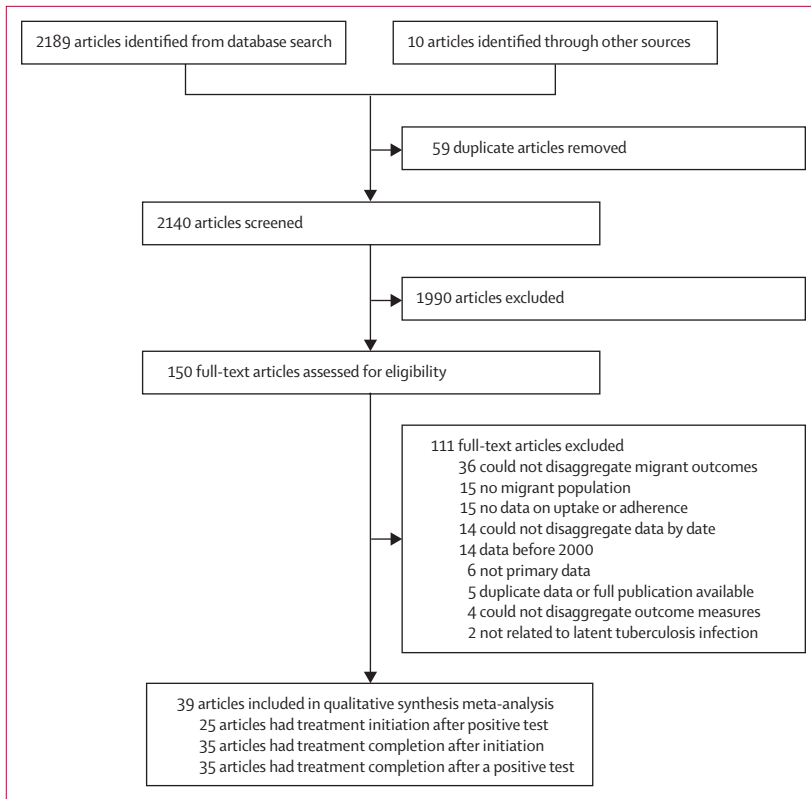 2189 articles identified from database search
10 articles identified through other sources
59 duplicate articles removed
2140 articles screened
1990 articles excluded
150 full-text articles assessed for eligibility
111 full-text articles excluded
36 could not disaggregate migrant outcomes
15 no migrant population
15 no data on uptake or adherence
14 could not disaggregate data by date
14 data before 2000
6 not primary data
5 duplicate data or full publication available
4 could not disaggregate outcome measures
2 not related to latent tuberculosis infection
39 articles included in qualitative synthesis meta-analysis
25 articles had treatment initiation after positive test
35 articles had treatment completion after initiation
35 articles had treatment completion after a positive test